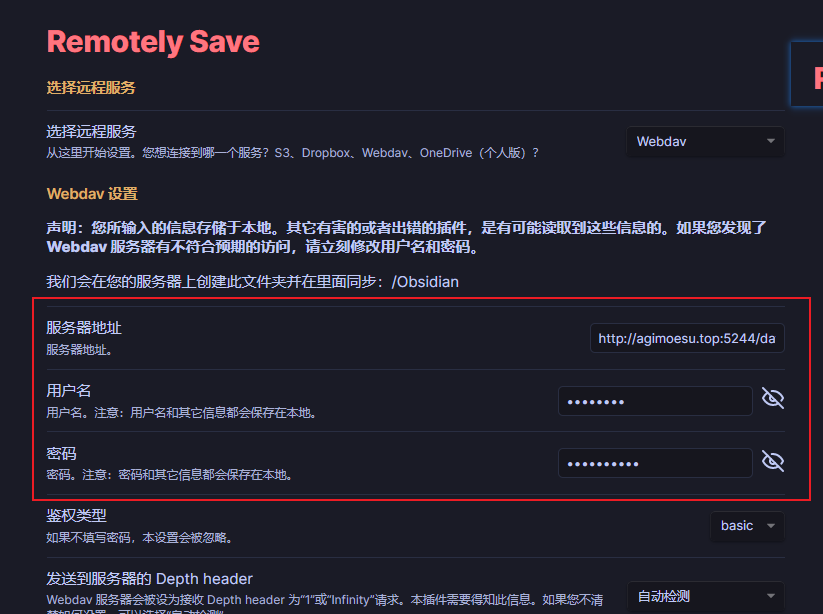 Remotely Save
选择远程服务
选择远程服务
从这里开始设置。您想连接到哪一个服务？S3、Dropbox、Webdav、OneDrive（个人版）？
Webdav
Webdav 设置
声明：您所输入的信息存储于本地。其它有害的或者出错的插件，是有可能读取到这些信息的。如果您发现了
Webdav 服务器有不符合预期的访问，请立刻修改用户名和密码。
我们会在您的服务器上创建此文件夹并在里面同步：/Obsidian
服务器地址
服务器地址。
http://agimoesu.top:5244/da
用户名
用户名。注意：用户名和其它信息都会保存在本地。
密码
密码。注意：密码和其它信息都会保存在本地。
鉴权类型
如果不填写密码，本设置会被忽略。
basic
发送到服务器的 Depth header
Webdav 服务器会被设为接收 Depth header 为“1”或“Infinity”请求。本插件需要得知此信息。如果您不清
自动检测